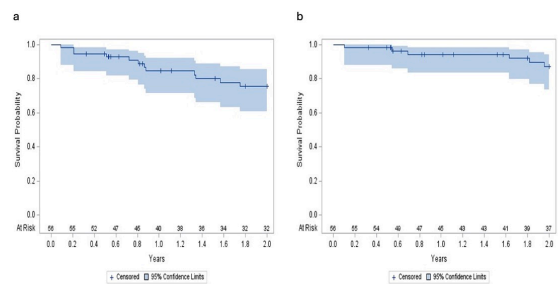 a
1.0
0.8
0.6
0.4
0.2
0.0
Survival Probability
At Risk 56 55 52 47 46 40 38 36 34 32 32
0.0 0.2 0.4 0.6 0.8 1.0 1.2 1.4 1.6 1.8 2.0
Years
+ Censored 95% Confidence Limits
b
1.0
0.8
0.6
0.4
0.2
0.0
Survival Probability
At Risk 56 55 54 49 47 45 43 43 41 39 37
0.0 0.2 0.4 0.6 0.8 1.0 1.2 1.4 1.6 1.8 2.0
Years
+ Censored 95% Confidence Limits